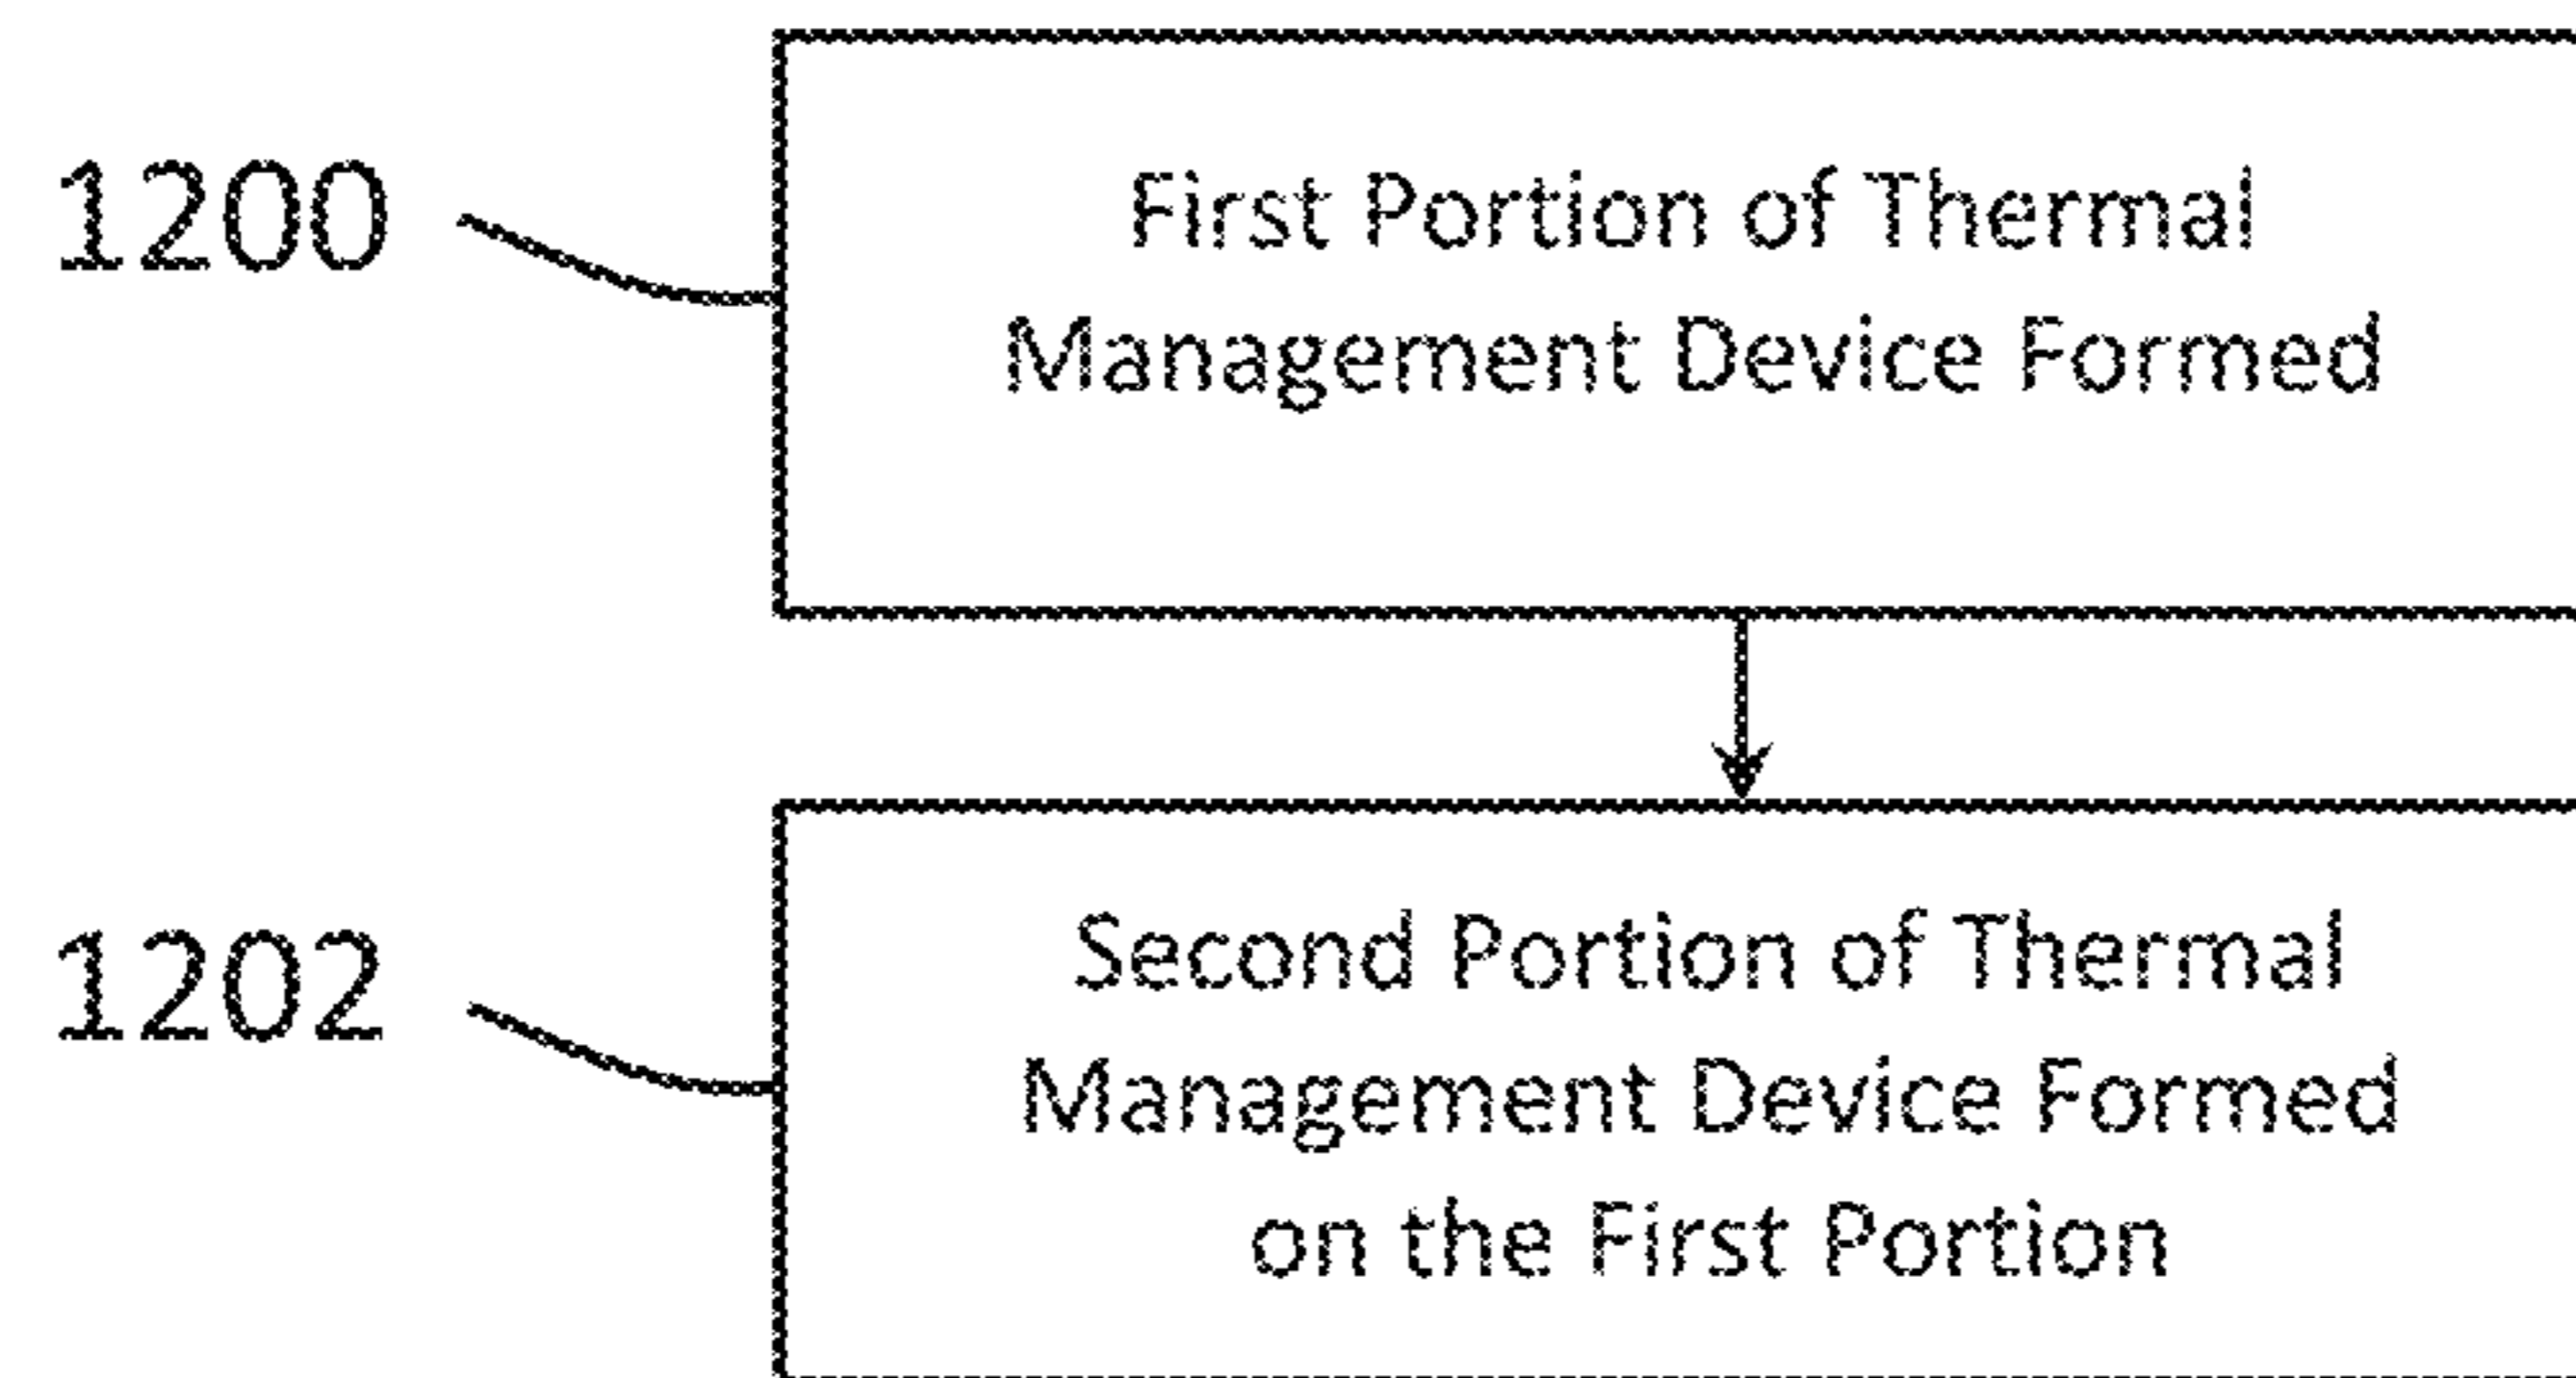 1200
First Portion of Thermal
Management Device Formed
1202
Second Portion of Thermal
Management Device Formed
on the First Portion